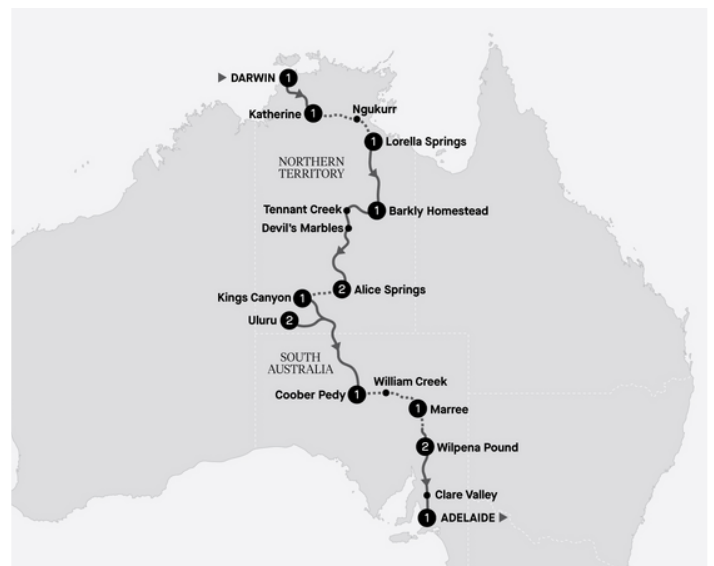 ▶ DARWIN 1
Katherine 1
Ngukurr
1 Lorella Springs
NORTHERN
TERRITORY
Tennant Creek
1 Barkly Homestead
Devil's Marbles
2 Alice Springs
Kings Canyon 1
Uluru 2
SOUTH
AUSTRALIA
William Creek
Coober Pedy 1
1 Marree
2 Wilpena Pound
Clare Valley
1 ADELAIDE ▶